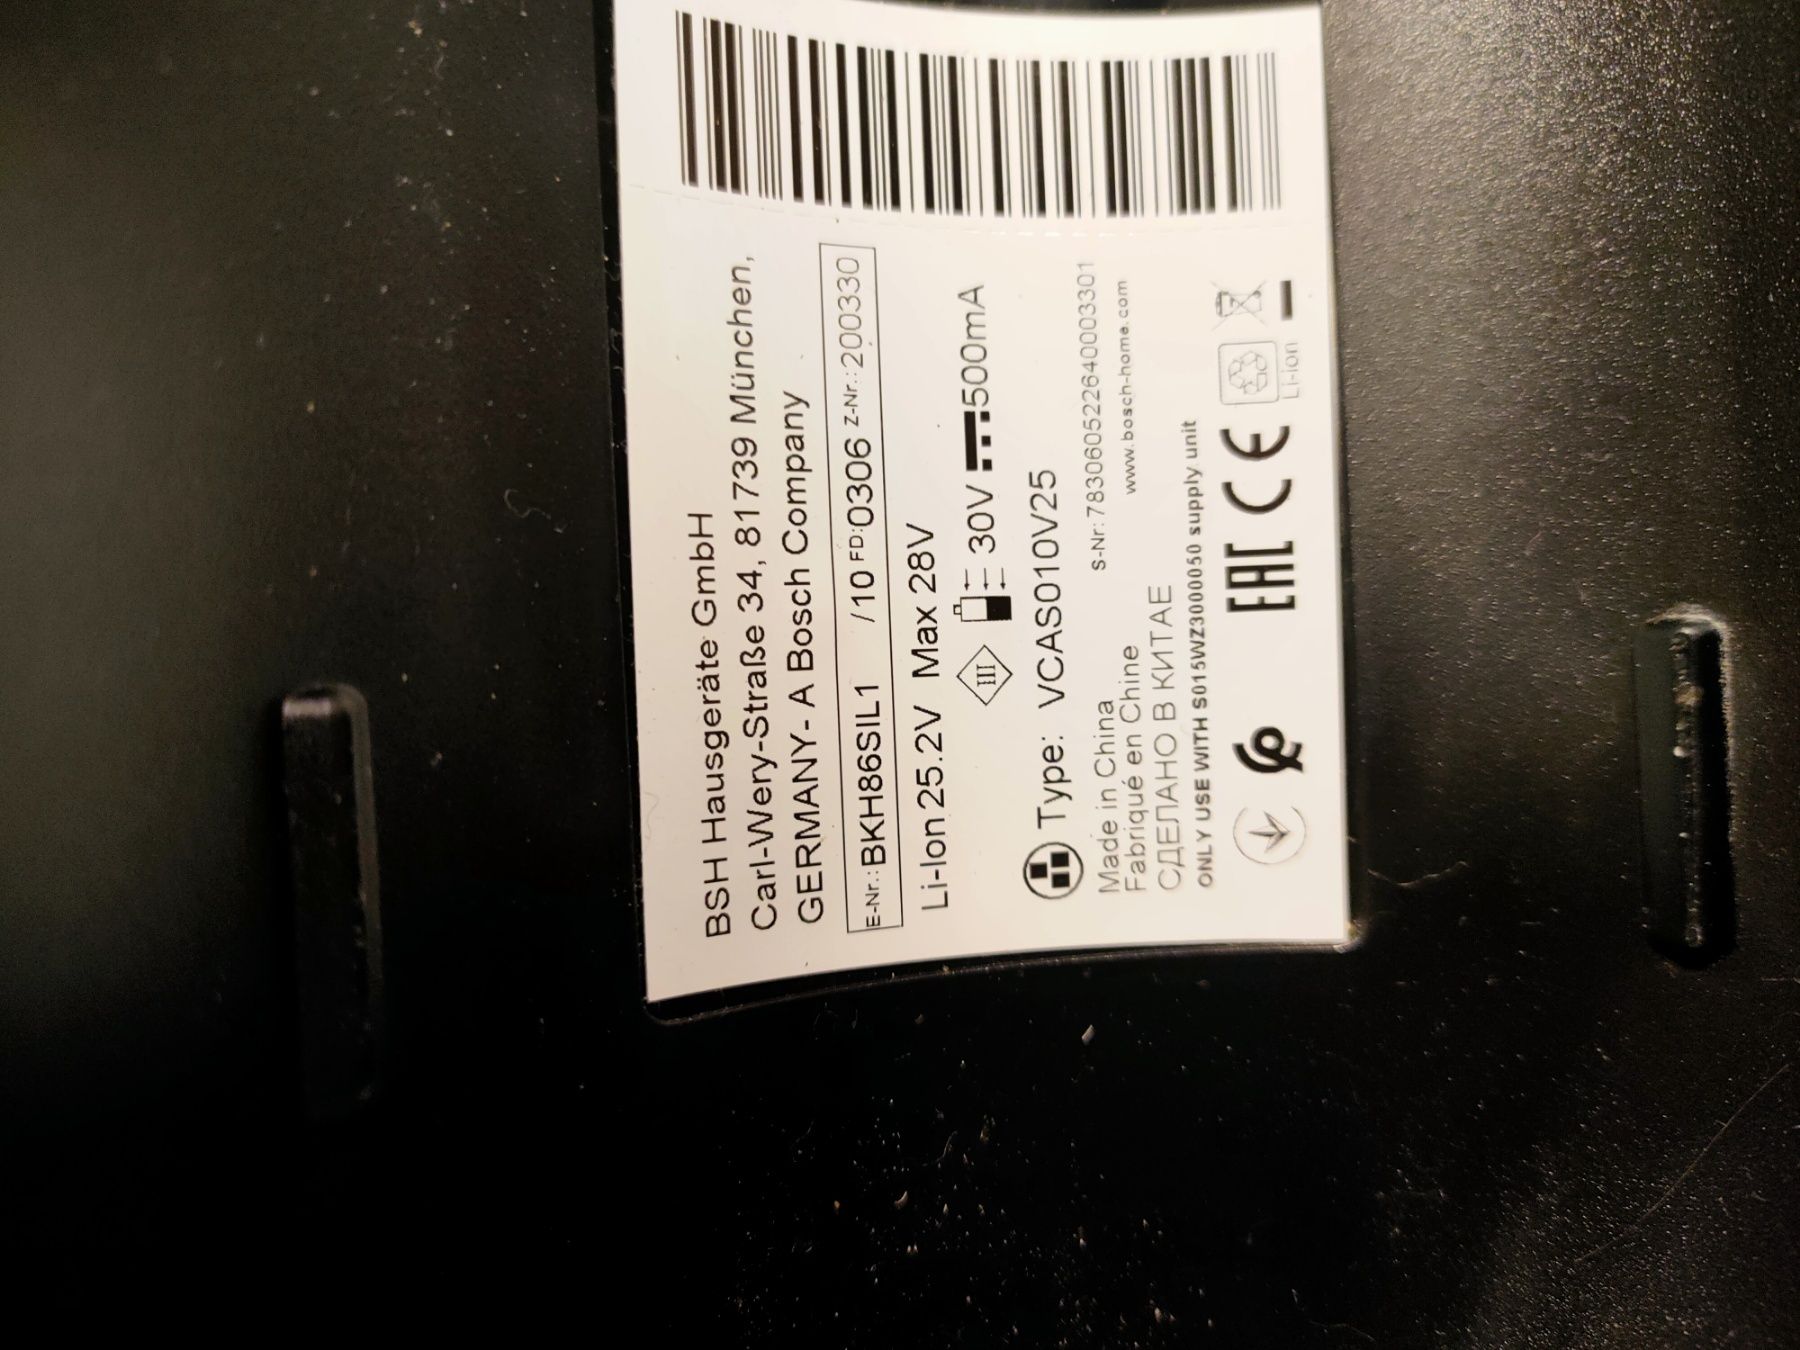 BSH Hausgeräte GmbH
Carl-Wery-Straße 34, 81739 München,
GERMANY- A Bosch Company
E-Nr.: BKH86SIL1 /10 FD: 0306 Z-Nr.: 200330
Li-Ion 25.2V Max 28V
III 30V 500mA
Type: VCAS010V25
Made in China
Fabriqué en Chine
СДЕЛАНО В КИТАЕ
S-Nr: 783060522640003301
www.bosch-home.com
ONLY USE WITH S015WZ3000050 supply unit
EAC CE
Li-ion